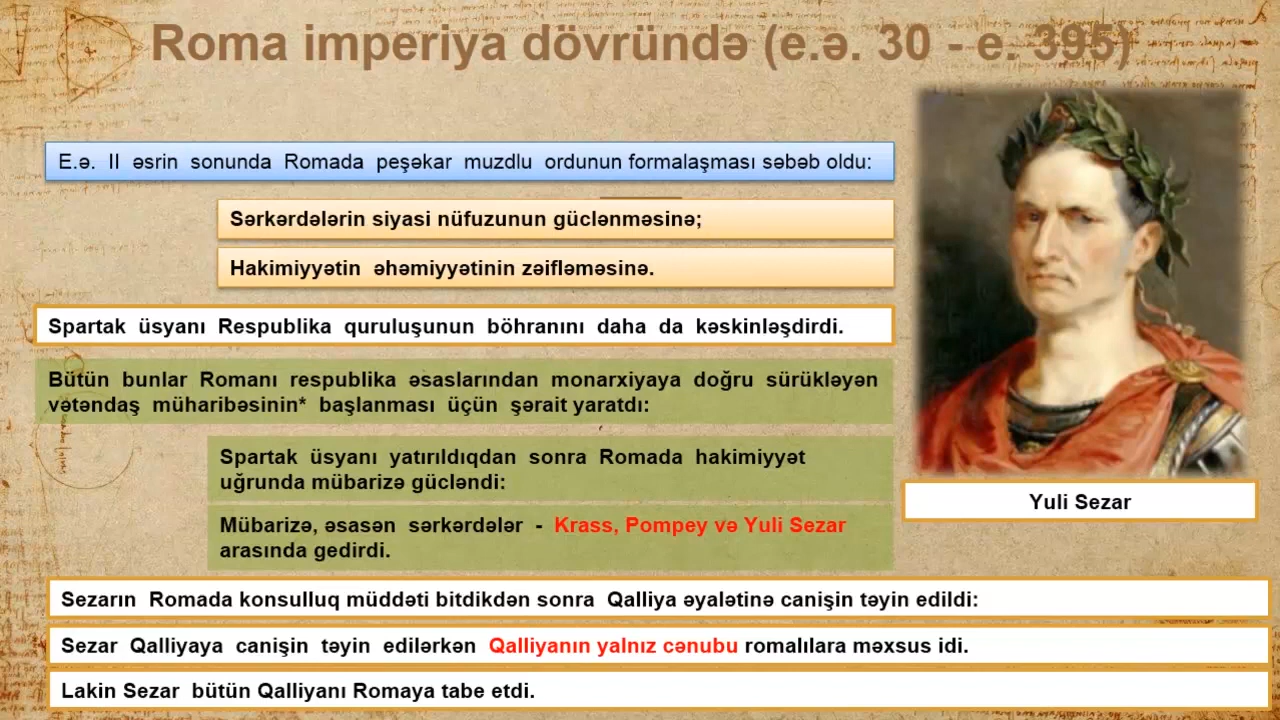 Roma imperiya dövründə (e.ə. 30 - e. 395)
E.ə. II əsrin sonunda Romada peşəkar muzdlu ordunun formalaşması səbəb oldu:
Sərkərdələrin siyasi nüfuzunun güclənməsinə;
Hakimiyyətin əhəmiyyətinin zəifləməsinə.
Spartak üsyanı Respublika quruluşunun böhranını daha da kəskinləşdirdi.
Bütün bunlar Romanı respublika əsaslarından monarxiyaya doğru sürükləyən
vətəndaş müharibəsinin* başlanması üçün şərait yaratdı:
Spartak üsyanı yatırıldıqdan sonra Romada hakimiyyət
uğrunda mübarizə gücləndi:
Mübarizə, əsasən sərkərdələr - Krass, Pompey və Yuli Sezar
arasında gedirdi.
Yuli Sezar
Sezarın Romada konsulluq müddəti bitdikdən sonra Qalliya əyalətinə canişin təyin edildi:
Sezar Qalliyaya canişin təyin edilərkən Qalliyanın yalnız cənubu romalılara məxsus idi.
Lakin Sezar bütün Qalliyanı Romaya tabe etdi.